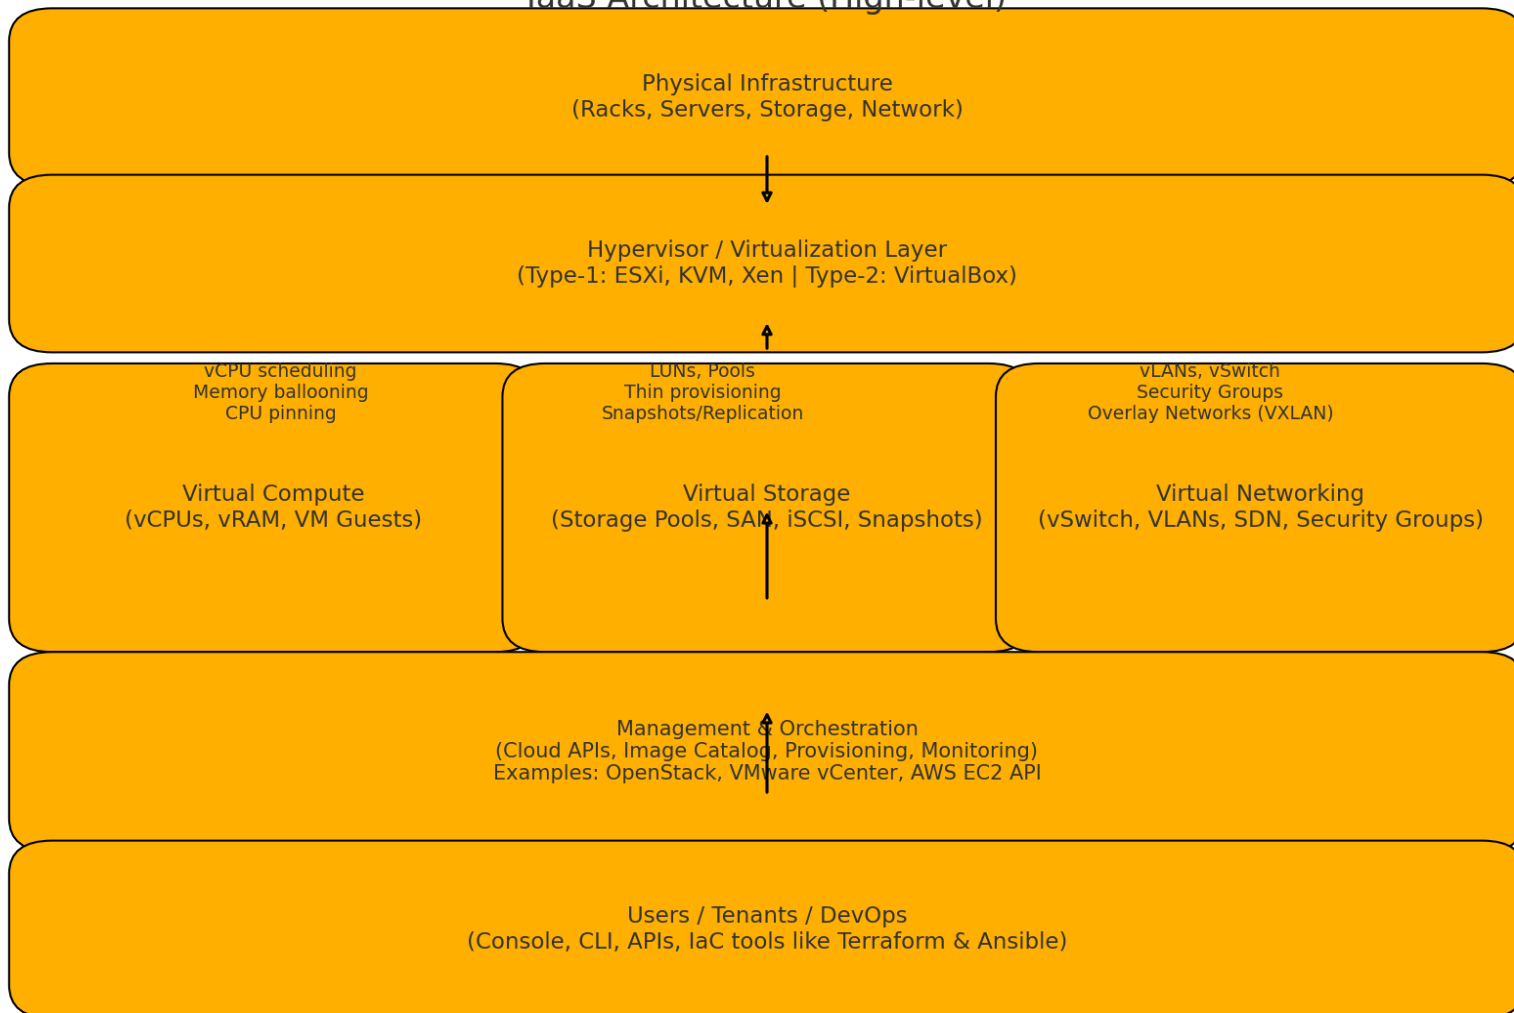 IaaS Architecture (High-level)
Physical Infrastructure
(Racks, Servers, Storage, Network)
Hypervisor / Virtualization Layer
(Type-1: ESXi, KVM, Xen | Type-2: VirtualBox)
vCPU scheduling
Memory ballooning
CPU pinning
Virtual Compute
(vCPUs, vRAM, VM Guests)
LUNs, Pools
Thin provisioning
Snapshots/Replication
Virtual Storage
(Storage Pools, SAN, iSCSI, Snapshots)
vLANs, vSwitch
Security Groups
Overlay Networks (VXLAN)
Virtual Networking
(vSwitch, VLANs, SDN, Security Groups)
Management & Orchestration
(Cloud APIs, Image Catalog, Provisioning, Monitoring)
Examples: OpenStack, VMware vCenter, AWS EC2 API
Users / Tenants / DevOps
(Console, CLI, APIs, IaC tools like Terraform & Ansible)